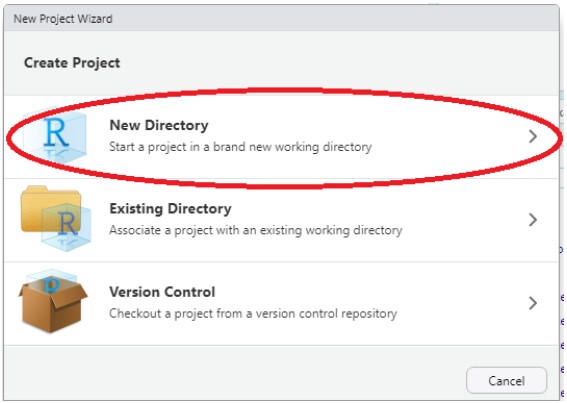 New Project Wizard
Create Project
R
New Directory
Start a project in a brand new working directory
R
Existing Directory
Associate a project with an existing working directory
Version Control
Checkout a project from a version control repository
Cancel